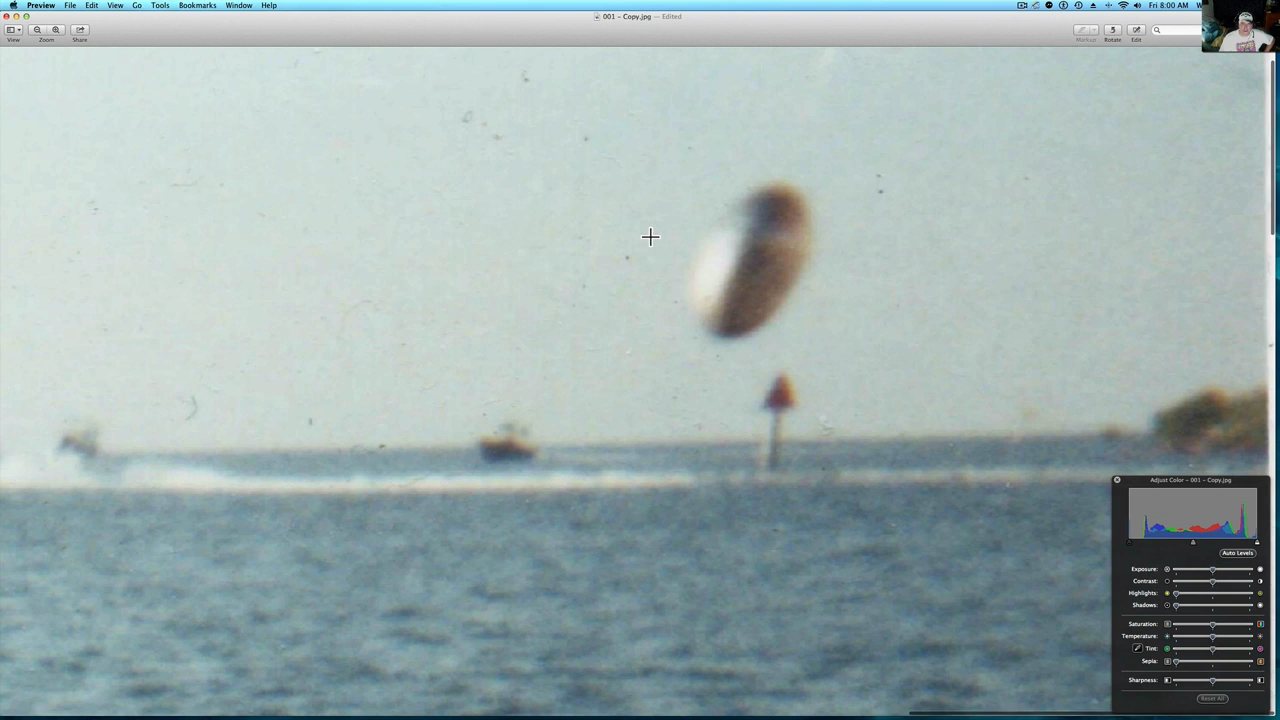 Preview File Edit View Go Tools Bookmarks Window Help
Fri 8:00 AM
001 - Copy.jpg — Edited
View Zoom Share Markup Rotate Edit
Adjust Color - 001 - Copy.jpg
Auto Levels
Exposure:
Contrast:
Highlights:
Shadows:
Saturation:
Temperature:
Tint:
Sepia:
Sharpness:
Reset All